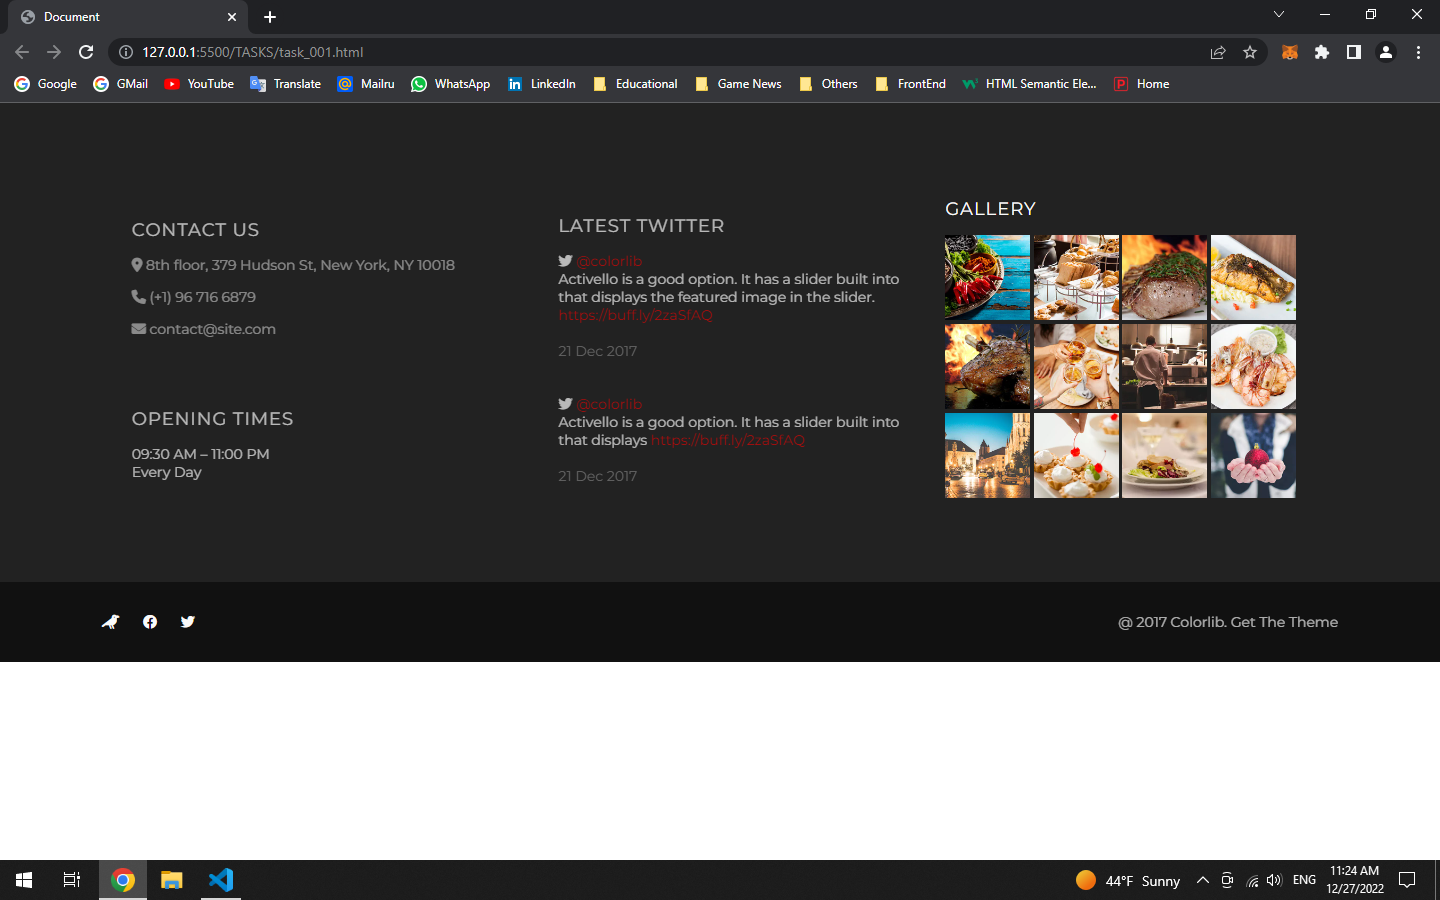 Document
127.0.0.1:5500/TASKS/task_001.html
Google
GMail
YouTube
Translate
Mailru
WhatsApp
LinkedIn
Educational
Game News
Others
FrontEnd
HTML Semantic Ele...
Home
CONTACT US
8th floor, 379 Hudson St, New York, NY 10018
(+1) 96 716 6879
contact@site.com
OPENING TIMES
09:30 AM – 11:00 PM
Every Day
LATEST TWITTER
@colorlib
Activello is a good option. It has a slider built into
that displays the featured image in the slider.
https://buff.ly/2zaSfAQ
21 Dec 2017
@colorlib
Activello is a good option. It has a slider built into
that displays https://buff.ly/2zaSfAQ
21 Dec 2017
GALLERY
@ 2017 Colorlib. Get The Theme
44°F Sunny
ENG
11:24 AM
12/27/2022